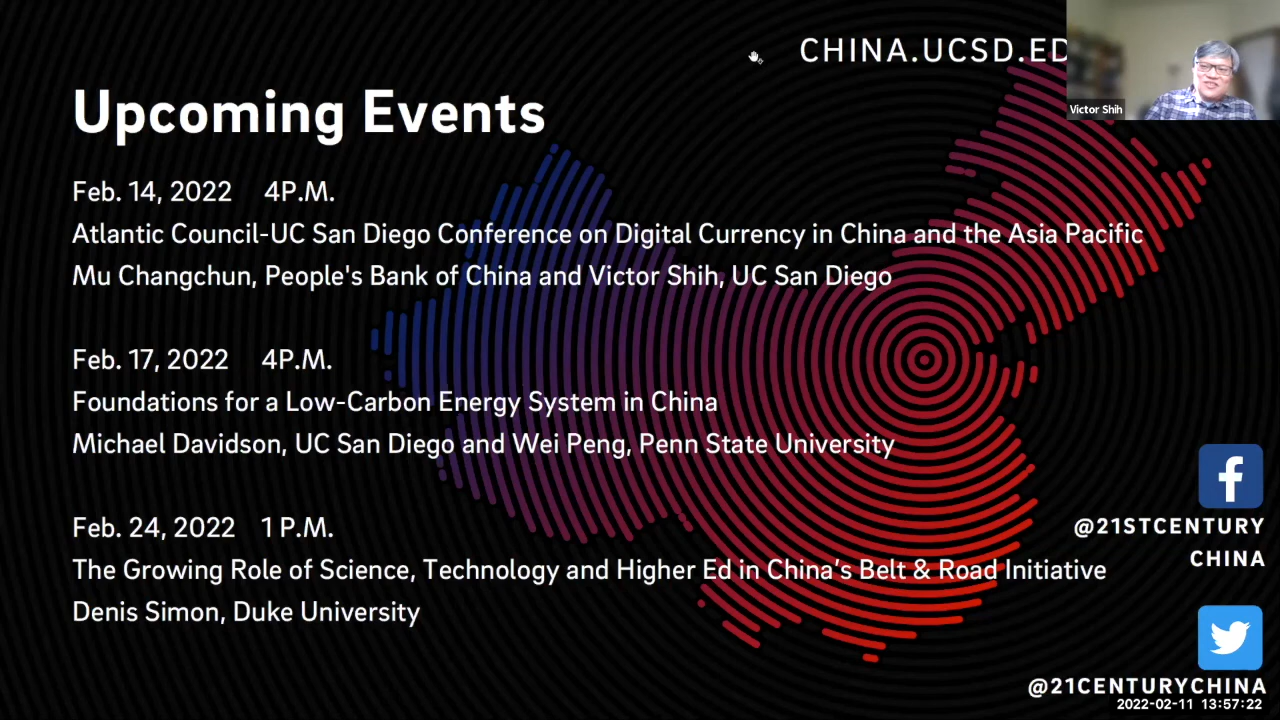 CHINA.UCSD.ED
Victor Shih
Upcoming Events
Feb. 14, 2022 4P.M.
Atlantic Council-UC San Diego Conference on Digital Currency in China and the Asia Pacific
Mu Changchun, People's Bank of China and Victor Shih, UC San Diego
Feb. 17, 2022 4P.M.
Foundations for a Low-Carbon Energy System in China
Michael Davidson, UC San Diego and Wei Peng, Penn State University
Feb. 24, 2022 1 P.M.
The Growing Role of Science, Technology and Higher Ed in China's Belt & Road Initiative
Denis Simon, Duke University
@21STCENTURY
CHINA
@21CENTURYCHINA
2022-02-11 13:57:22